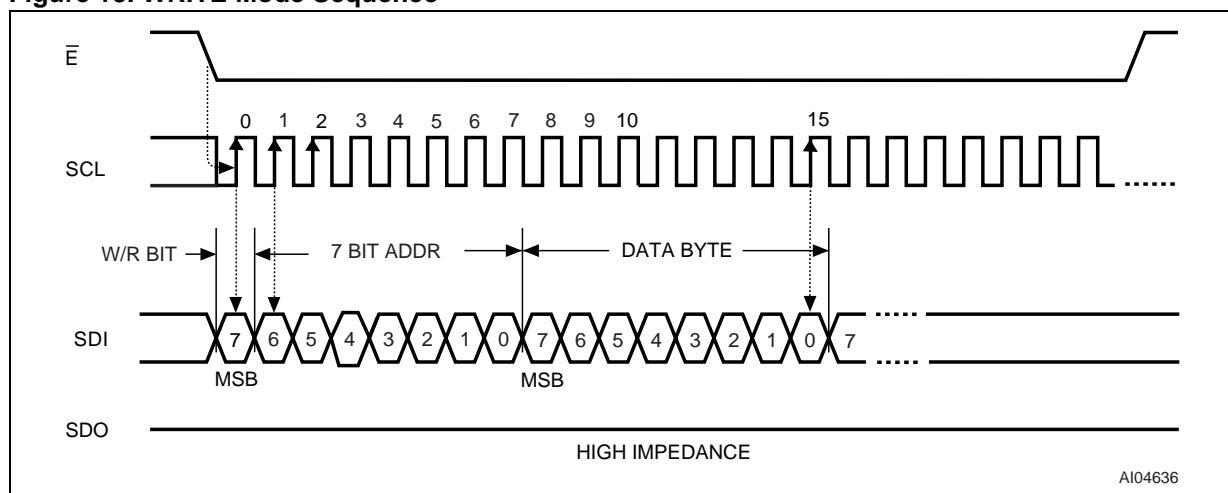 Figure 18. WRITE Mode Sequence
E̅
0 1 2 3 4 5 6 7 8 9 10 15
SCL
W/R BIT 7 BIT ADDR DATA BYTE
SDI 7 6 5 4 3 2 1 0 7 6 5 4 3 2 1 0 7
MSB MSB
SDO
HIGH IMPEDANCE
AI04636